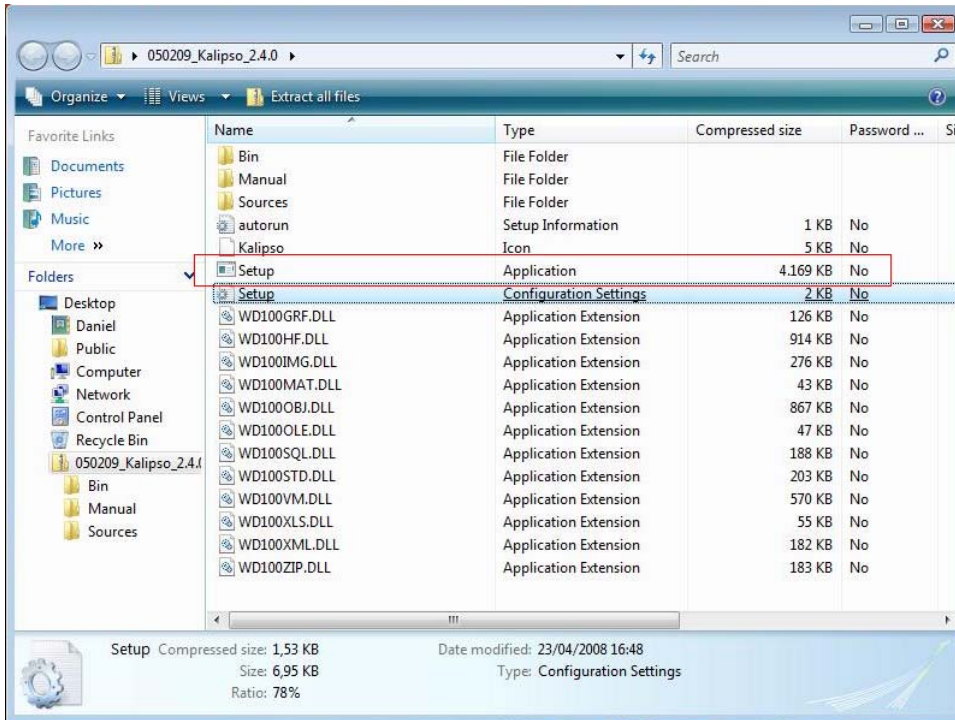 050209_Kalipso_2.4.0
Search
Organize Views Extract all files
Favorite Links
Documents
Pictures
Music
More »
Folders
Desktop
Daniel
Public
Computer
Network
Control Panel
Recycle Bin
050209_Kalipso_2.4.(
Bin
Manual
Sources
Name Type Compressed size Password ... Si
Bin File Folder
Manual File Folder
Sources File Folder
autorun Setup Information 1 KB No
Kalipso Icon 5 KB No
Setup Application 4.169 KB No
Setup Configuration Settings 2 KB No
WD100GRF.DLL Application Extension 126 KB No
WD100HF.DLL Application Extension 914 KB No
WD100IMG.DLL Application Extension 276 KB No
WD100MAT.DLL Application Extension 43 KB No
WD100OBJ.DLL Application Extension 867 KB No
WD100OLE.DLL Application Extension 47 KB No
WD100SQL.DLL Application Extension 188 KB No
WD100STD.DLL Application Extension 203 KB No
WD100VM.DLL Application Extension 570 KB No
WD100XLS.DLL Application Extension 55 KB No
WD100XML.DLL Application Extension 182 KB No
WD100ZIP.DLL Application Extension 183 KB No
Setup Compressed size: 1,53 KB Date modified: 23/04/2008 16:48
Size: 6,95 KB Type: Configuration Settings
Ratio: 78%